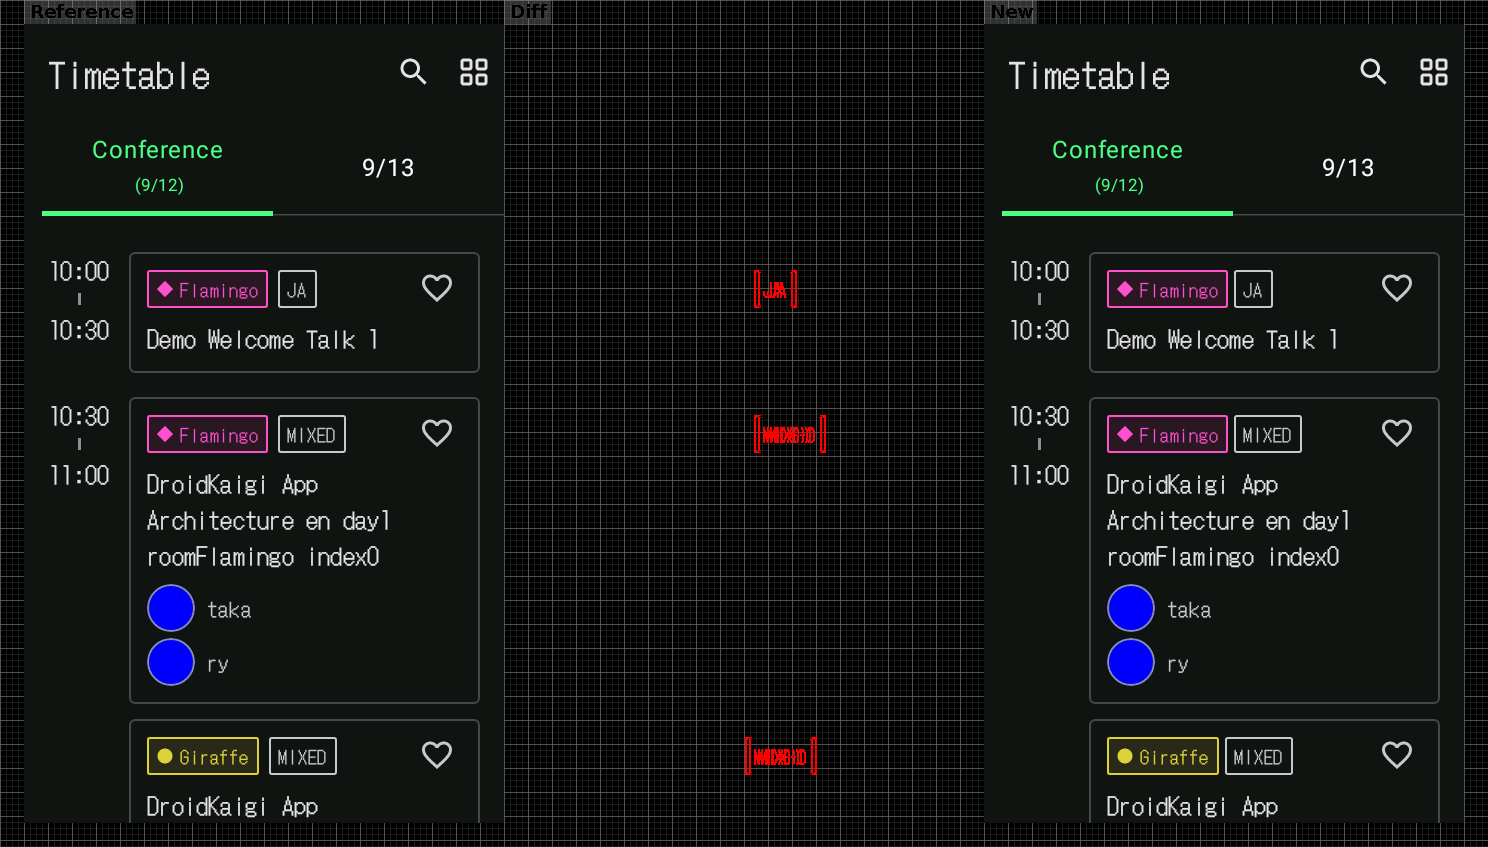 Reference
Timetable
Conference
(9/12)
9/13
10:00
10:30
Flamingo
JA
Demo Welcome Talk 1
10:30
11:00
Flamingo
MIXED
DroidKaigi App
Architecture en day1
roomFlamingo index0
taka
ry
Giraffe
MIXED
DroidKaigi App
Diff
New
Timetable
Conference
(9/12)
9/13
10:00
10:30
Flamingo
JA
Demo Welcome Talk 1
10:30
11:00
Flamingo
MIXED
DroidKaigi App
Architecture en day1
roomFlamingo index0
taka
ry
Giraffe
MIXED
DroidKaigi App